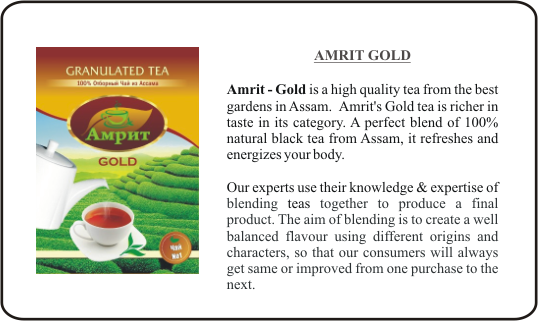 GRANULATED TEA
100% Отборный Чай из Ассама
Амрит
GOLD
ЧАЙ
№1
AMRIT GOLD
Amrit - Gold is a high quality tea from the best
gardens in Assam. Amrit's Gold tea is richer in
taste in its category. A perfect blend of 100%
natural black tea from Assam, it refreshes and
energizes your body.
Our experts use their knowledge & expertise of
blending teas together to produce a final
product. The aim of blending is to create a well
balanced flavour using different origins and
characters, so that our consumers will always
get same or improved from one purchase to the
next.